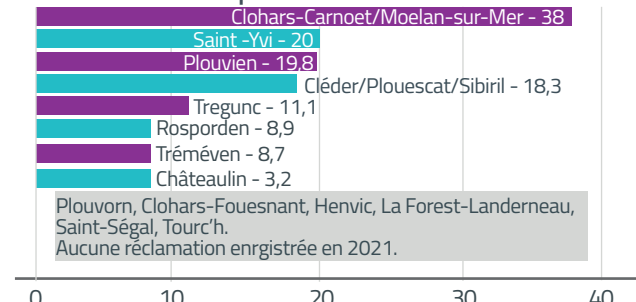 Clohars-Carnoet/Moelan-sur-Mer - 38
Saint -Yvi - 20
Plouvien - 19,8
Cléder/Plouescat/Sibiril - 18,3
Tregunc - 11,1
Rosporden - 8,9
Tréméven - 8,7
Châteaulin - 3,2
Plouvorn, Clohars-Fouesnant, Henvic, La Forest-Landerneau,
Saint-Ségal, Tourc'h.
Aucune réclamation enrgistrée en 2021.
0 10 20 30 40